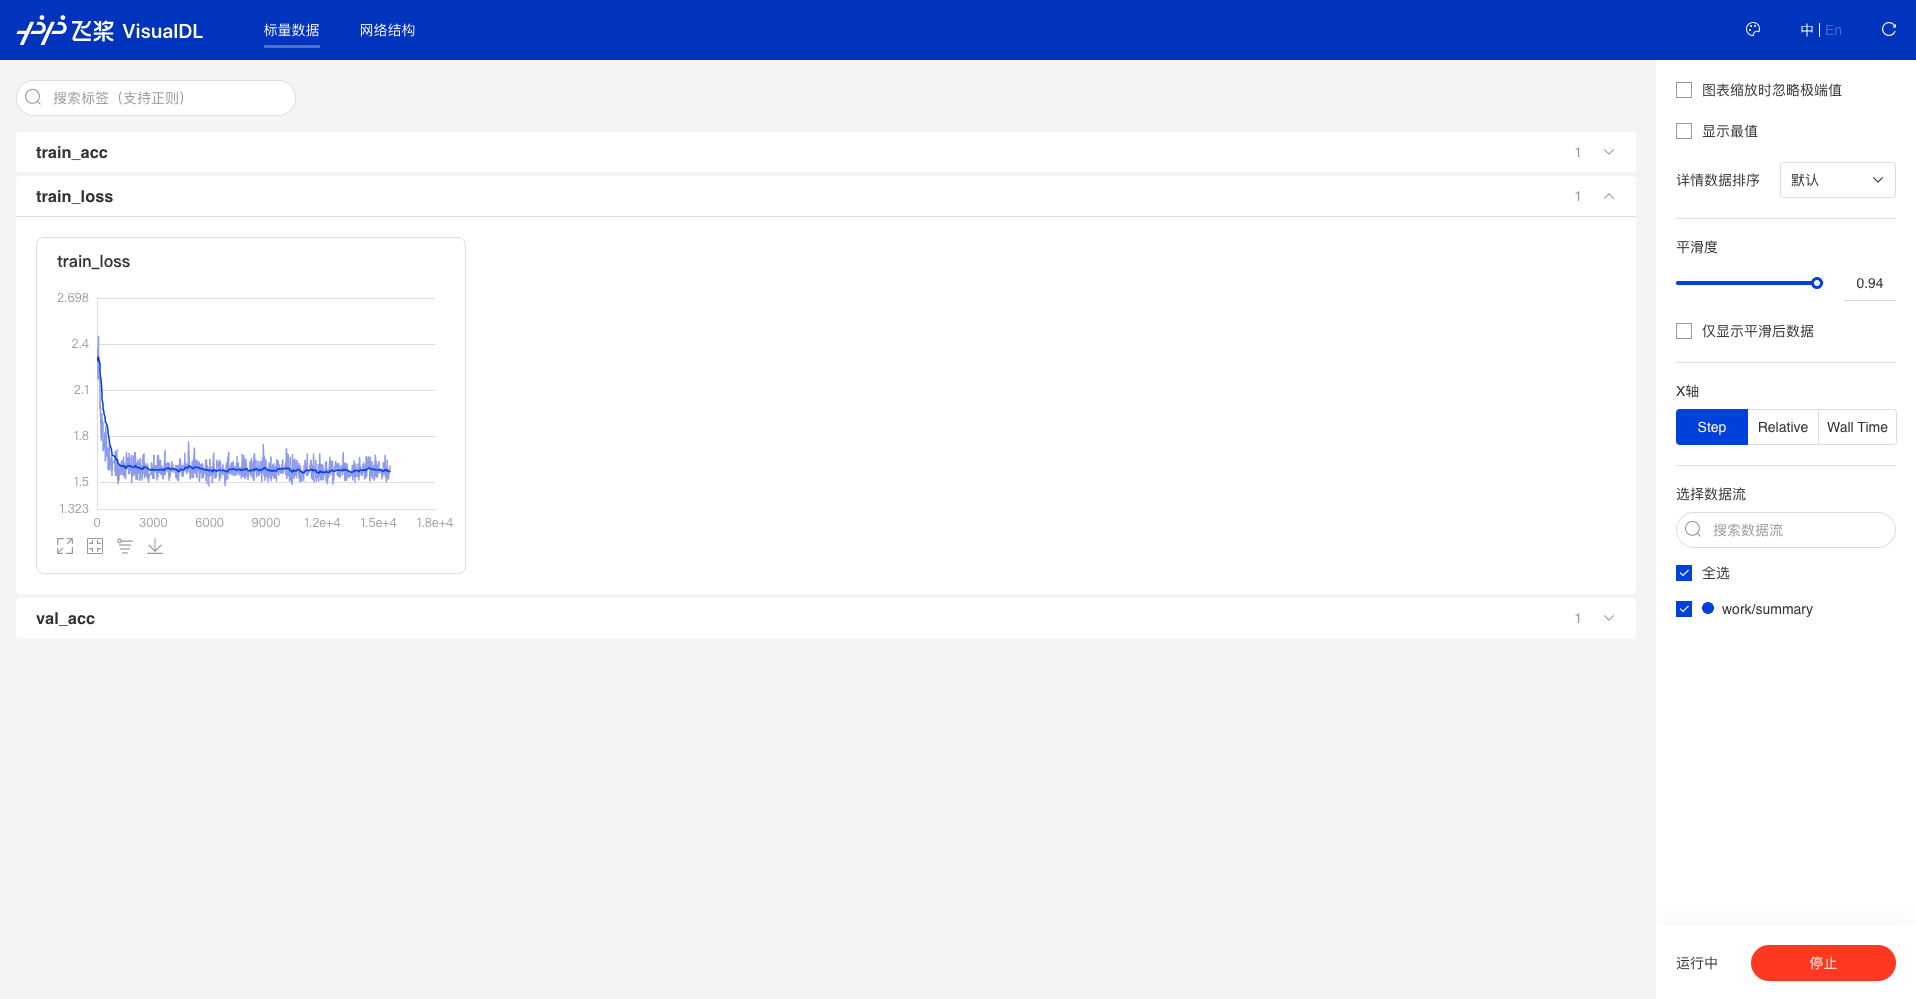 飞桨 VisualDL
标量数据
网络结构
中 | En
搜索标签（支持正则）
train_acc
1
train_loss
1
train_loss
2.698
2.4
2.1
1.8
1.5
1.323
0 3000 6000 9000 1.2e+4 1.5e+4 1.8e+4
val_acc
1
图表缩放时忽略极端值
显示最值
详情数据排序 默认
平滑度
0.94
仅显示平滑后数据
X轴
Step Relative Wall Time
选择数据流
搜索数据流
全选
work/summary
运行中 停止